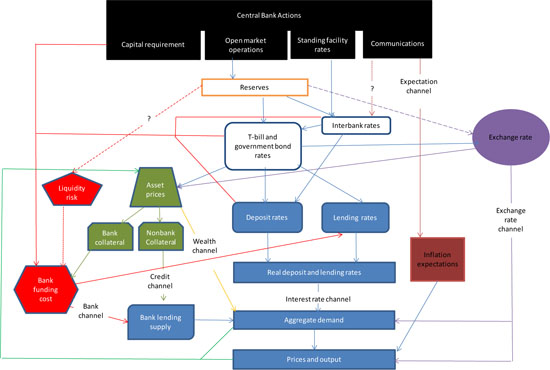 Central Bank Actions
Capital requirement
Open market
operations
Standing facility
rates
Communications
Expectation
channel
?
?
Reserves
Interbank rates
T-bill and
government bond
rates
Exchange rate
Liquidity
risk
Asset
prices
Deposit rates
Lending rates
Exchange
rate
channel
Bank
collateral
Nonbank
Collateral
Wealth
channel
Credit
channel
Real deposit and lending rates
Inflation
expectations
Bank
funding
cost
Bank
channel
Interest rate channel
Bank lending
supply
Aggregate demand
Prices and output